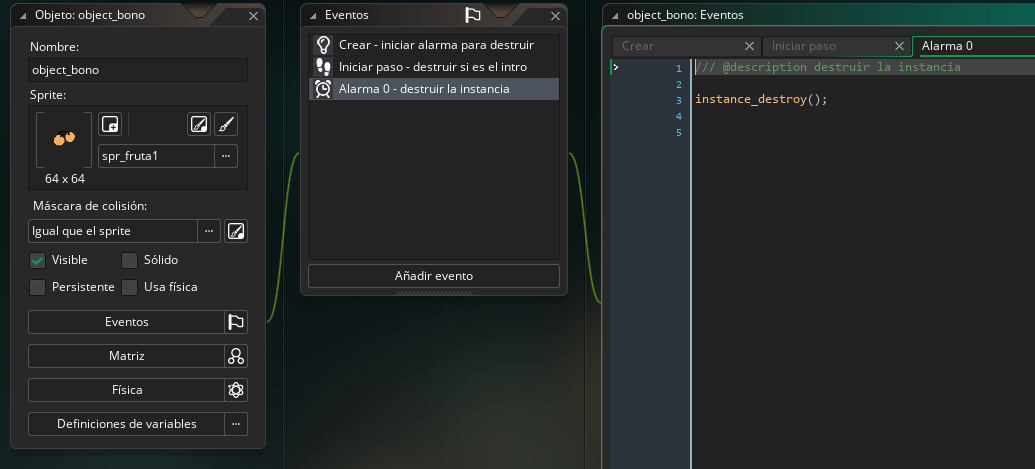 Objeto: object_bono
Nombre:
object_bono
Sprite:
spr_fruta1
...
64 x 64
Máscara de colisión:
Igual que el sprite
...
Visible
Sólido
Persistente
Usa física
Eventos
Matriz
Física
Definiciones de variables
...
Eventos
Crear - iniciar alarma para destruir
Iniciar paso - destruir si es el intro
Alarma 0 - destruir la instancia
Añadir evento
object_bono: Eventos
Crear
Iniciar paso
Alarma 0
1 /// @description destruir la instancia
2
3 instance_destroy();
4
5